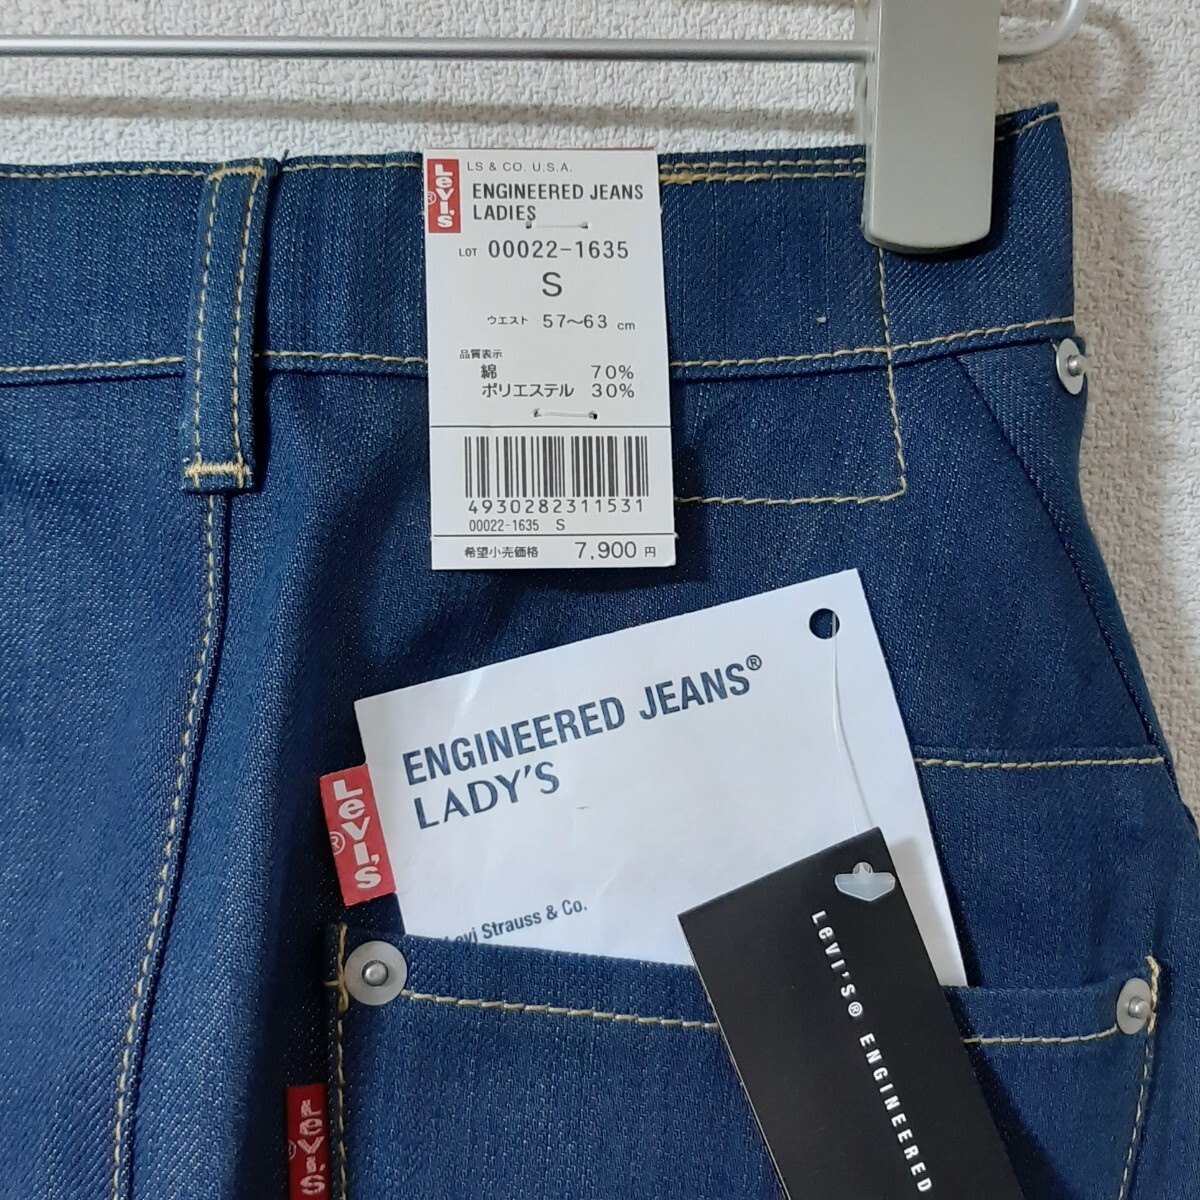 LEVI'S®
LS & CO. U.S.A.
ENGINEERED JEANS
LADIES
LOT 00022-1635
S
ウエスト 57〜63 cm
品質表示
綿 70%
ポリエステル 30%
4930282311531
00022-1635 S
希望小売価格 7,900 円
ENGINEERED JEANS®
LADY'S
LEVI'S®
Levi Strauss & Co.
LEVI'S® ENGINEERED
LEVI'S®